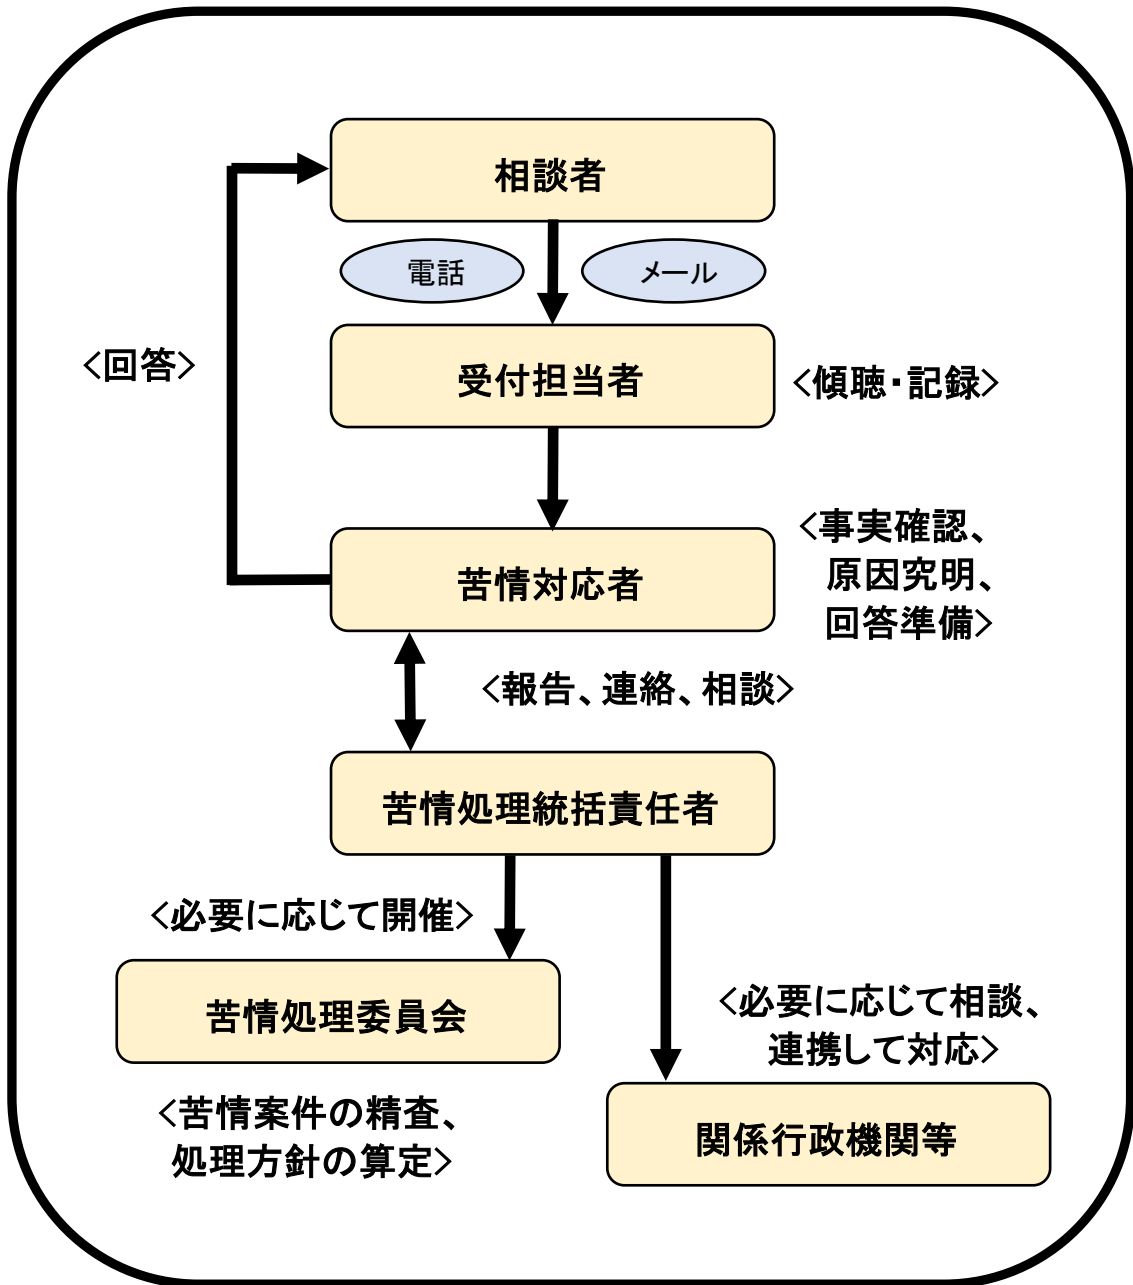 相談者
電話
メール
<回答>
受付担当者
<傾聴・記録>
苦情対応者
<事実確認、
原因究明、
回答準備>
<報告、連絡、相談>
苦情処理統括責任者
<必要に応じて開催>
苦情処理委員会
<苦情案件の精査、
処理方針の算定>
<必要に応じて相談、
連携して対応>
関係行政機関等